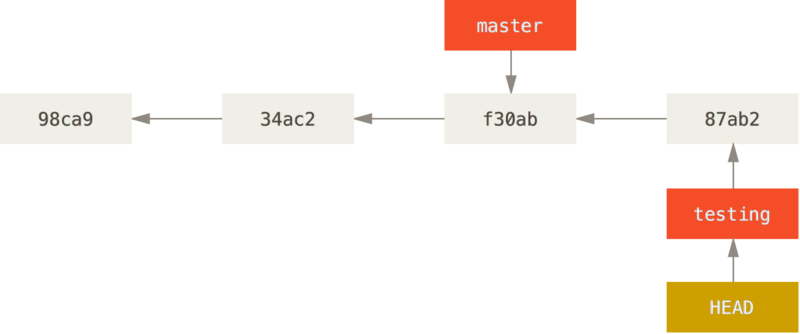 master
98ca9
34ac2
f30ab
87ab2
testing
HEAD